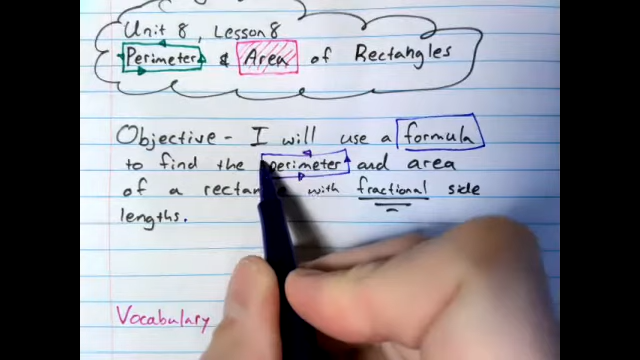 Unit 8, Lesson 8
Perimeter & Area of Rectangles
Objective - I will use a formula
to find the perimeter and area
of a with fractional side
lengths.
Vocabulary